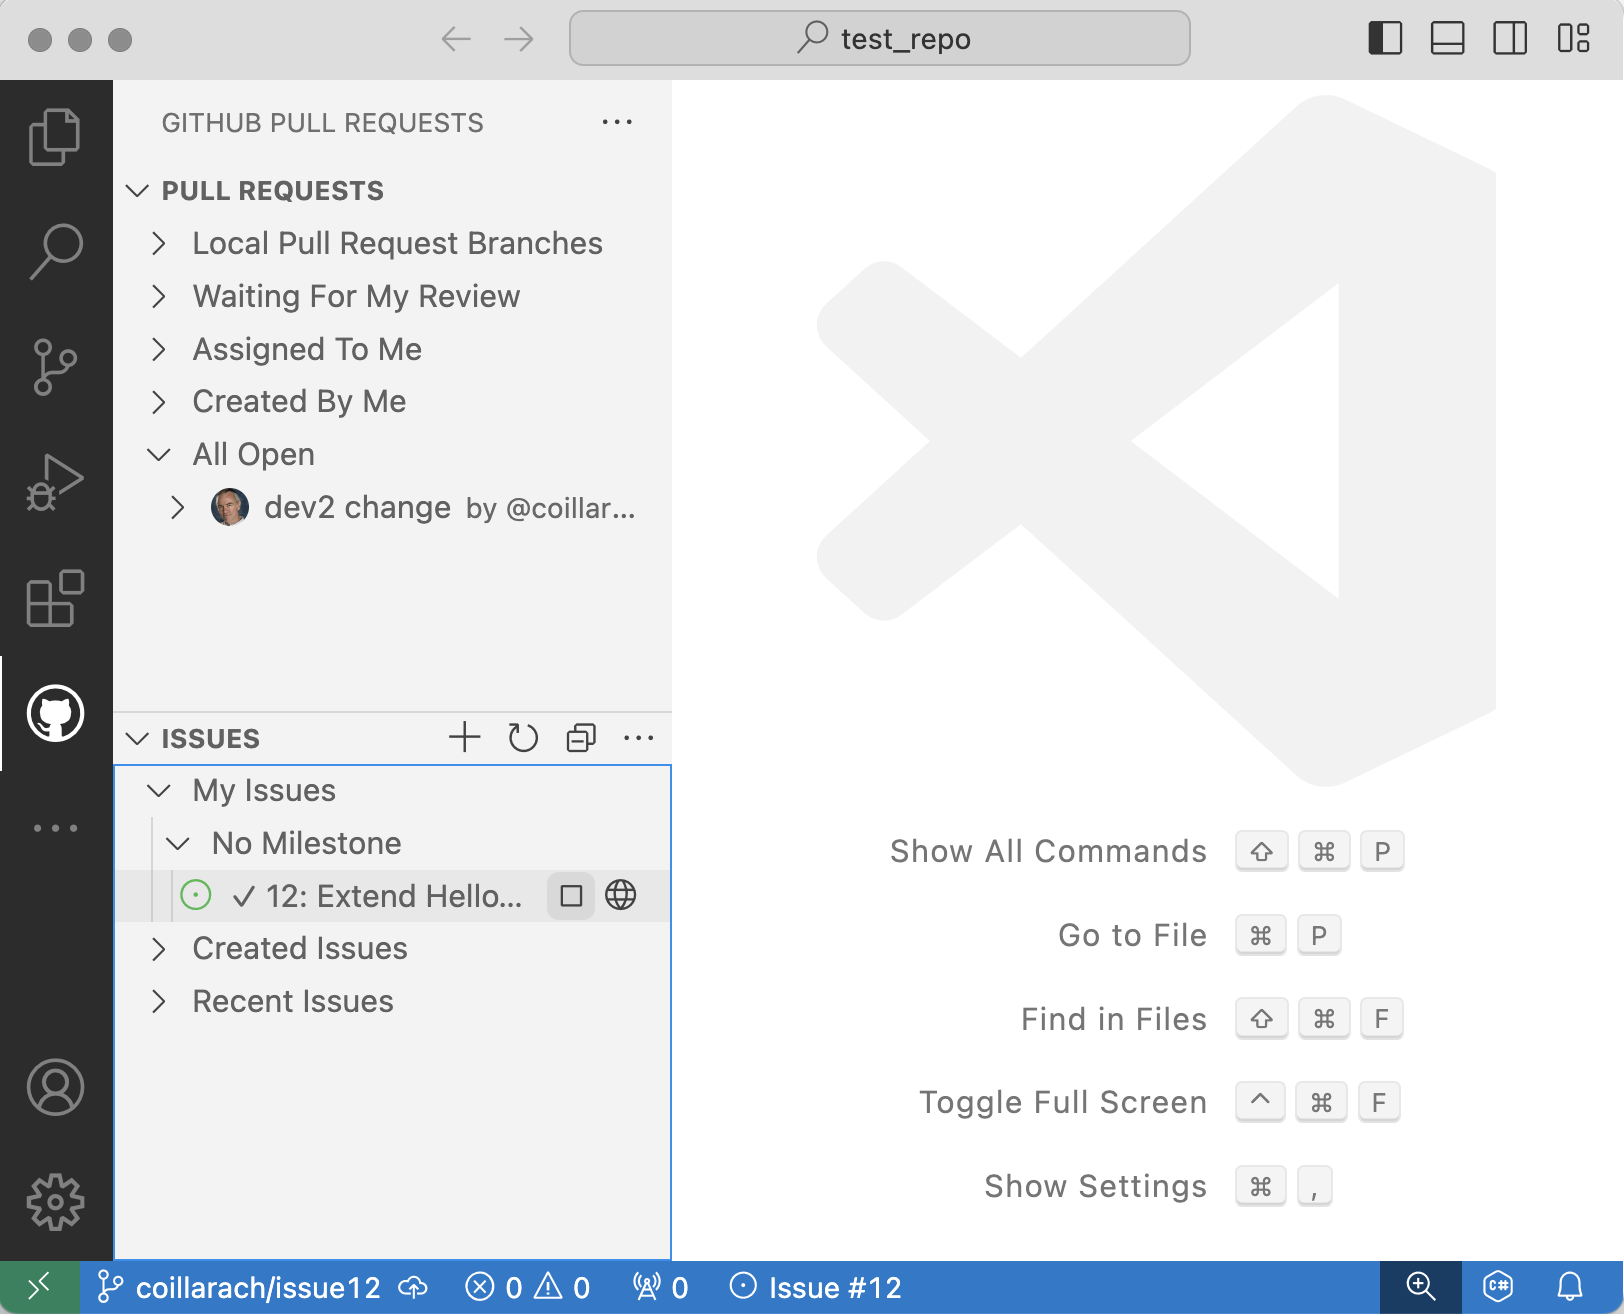 test_repo
GITHUB PULL REQUESTS
PULL REQUESTS
Local Pull Request Branches
Waiting For My Review
Assigned To Me
Created By Me
All Open
dev2 change by @coillar...
ISSUES
My Issues
No Milestone
✓ 12: Extend Hello...
Created Issues
Recent Issues
Show All Commands ⇧ ⌘ P
Go to File ⌘ P
Find in Files ⇧ ⌘ F
Toggle Full Screen ^ ⌘ F
Show Settings ⌘ ,
coillarach/issue12 0 0 0 Issue #12 C#